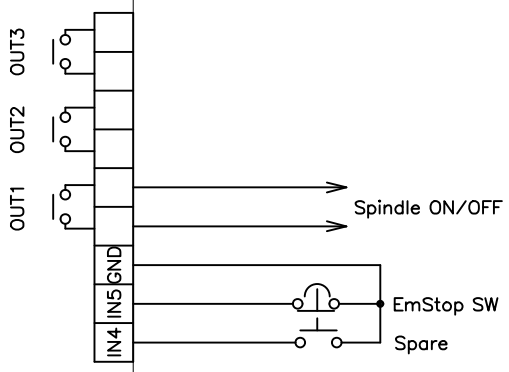 OUT3
OUT2
OUT1
Spindle ON/OFF
GND
IN5
EmStop SW
IN4
Spare